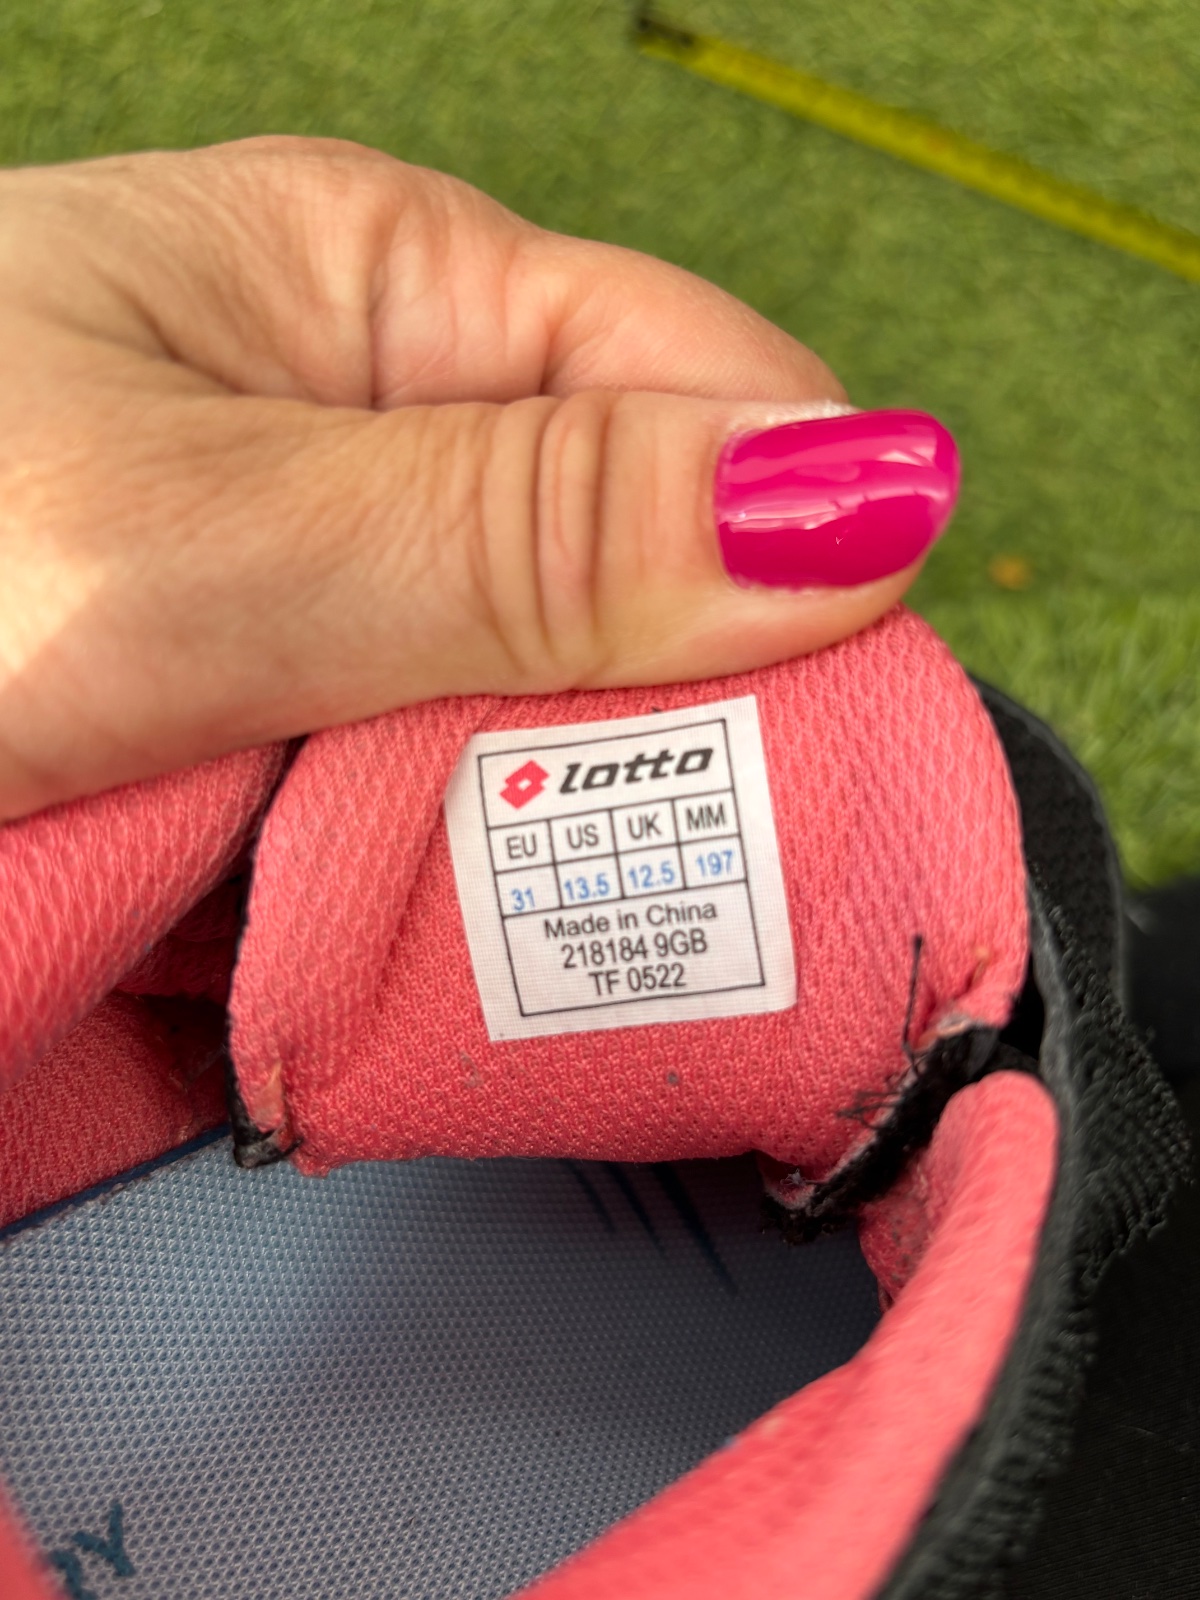 lotto
EU US UK MM
31 13.5 12.5 197
Made in China
218184 9GB
TF 0522